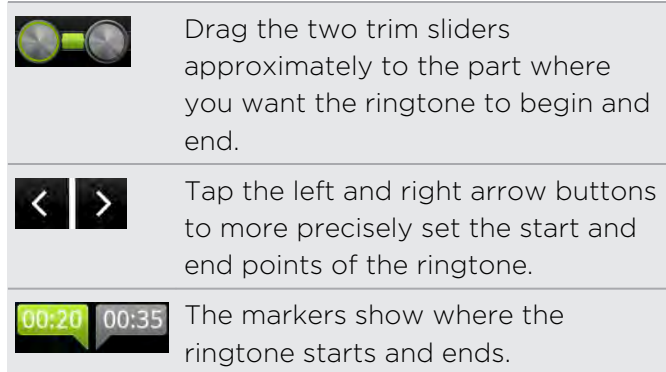 Drag the two trim sliders
approximately to the part where
you want the ringtone to begin and
end.
Tap the left and right arrow buttons
to more precisely set the start and
end points of the ringtone.
00:20 00:35 The markers show where the
ringtone starts and ends.